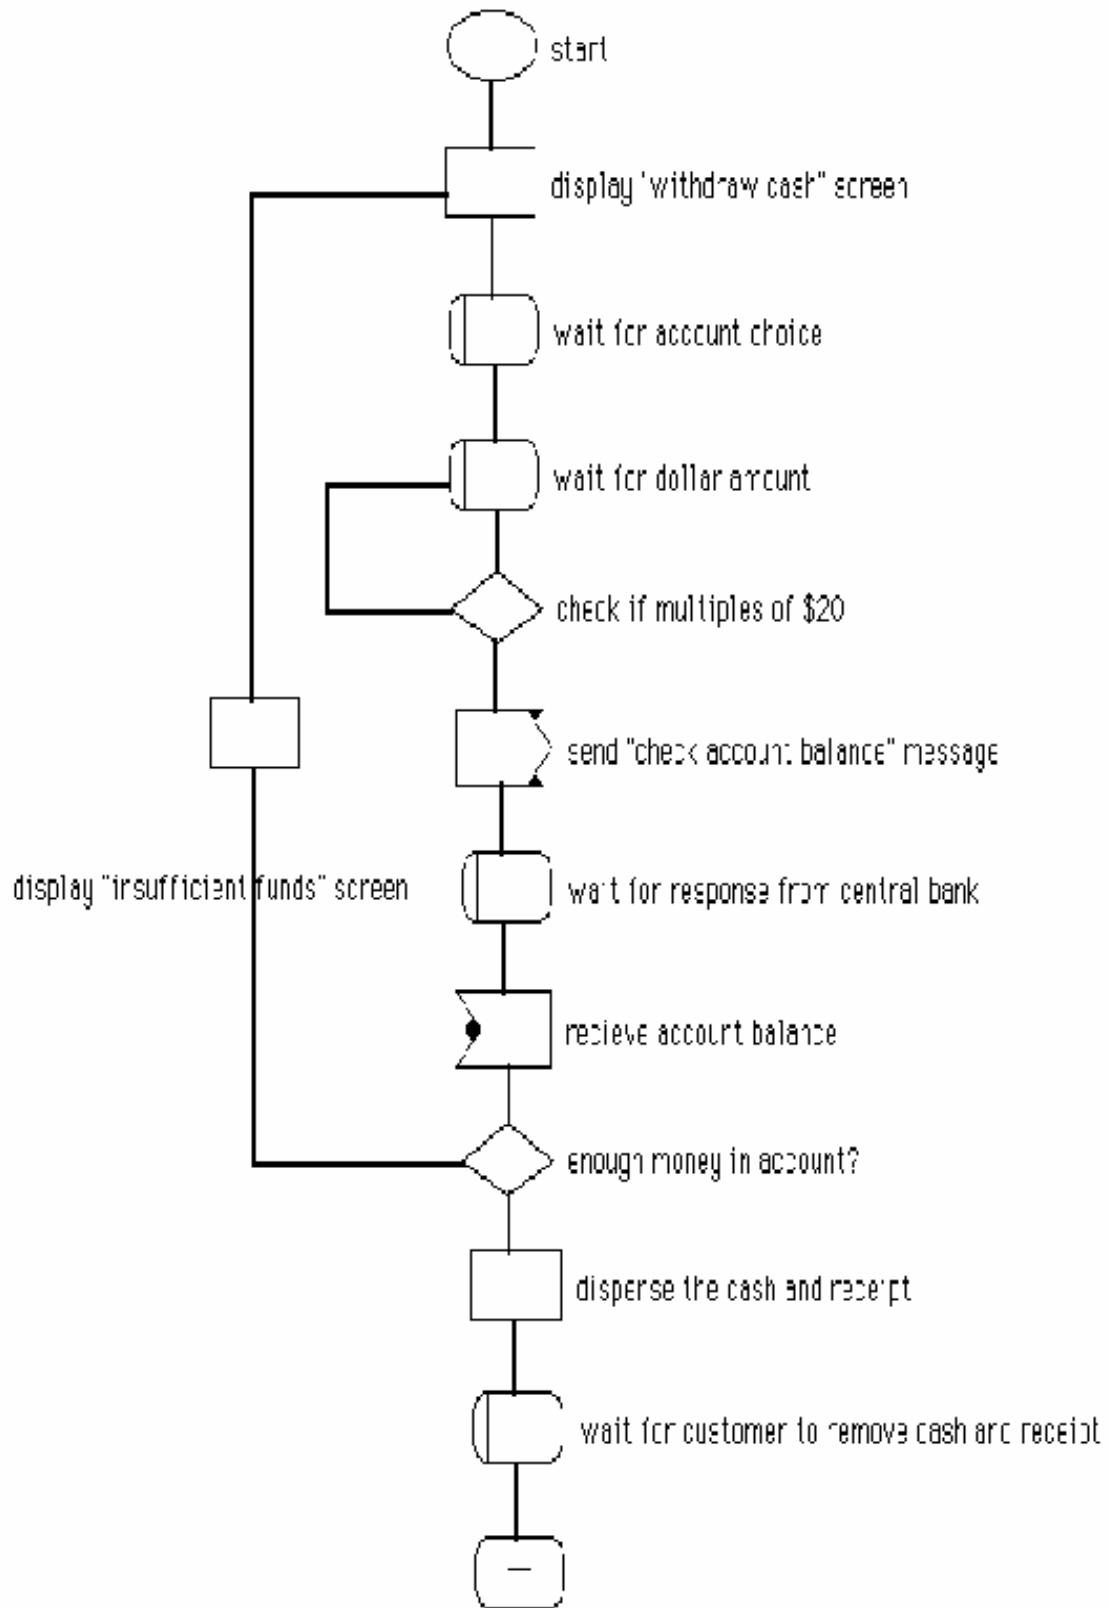 start
display "withdraw cash" screen
wait for account choice
wait for dollar amount
check if multiples of $20
send "check account balance" message
display "insufficient funds" screen
wait for response from central bank
recieve account balance
enough money in account?
dispense the cash and receipt
wait for customer to remove cash and receipt